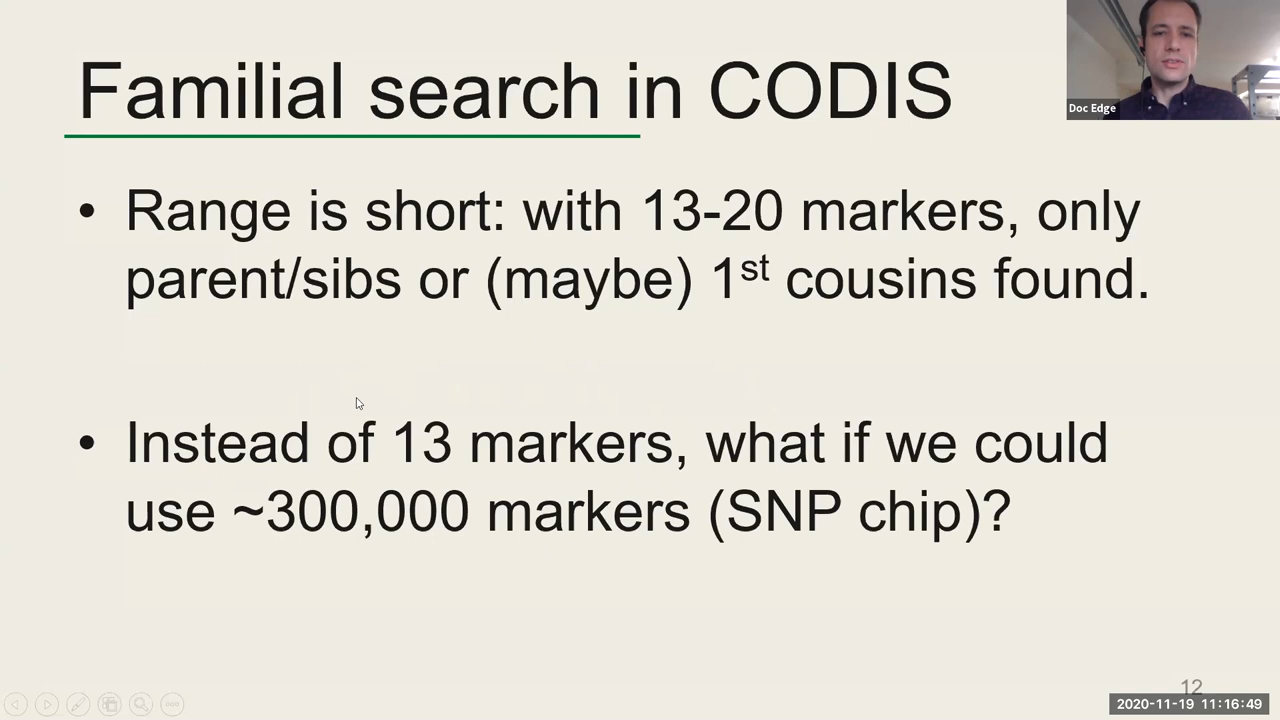 Familial search in CODIS
Doc Edge
• Range is short: with 13-20 markers, only
parent/sibs or (maybe) 1st cousins found.
• Instead of 13 markers, what if we could
use ~300,000 markers (SNP chip)?
12
2020-11-19 11:16:49